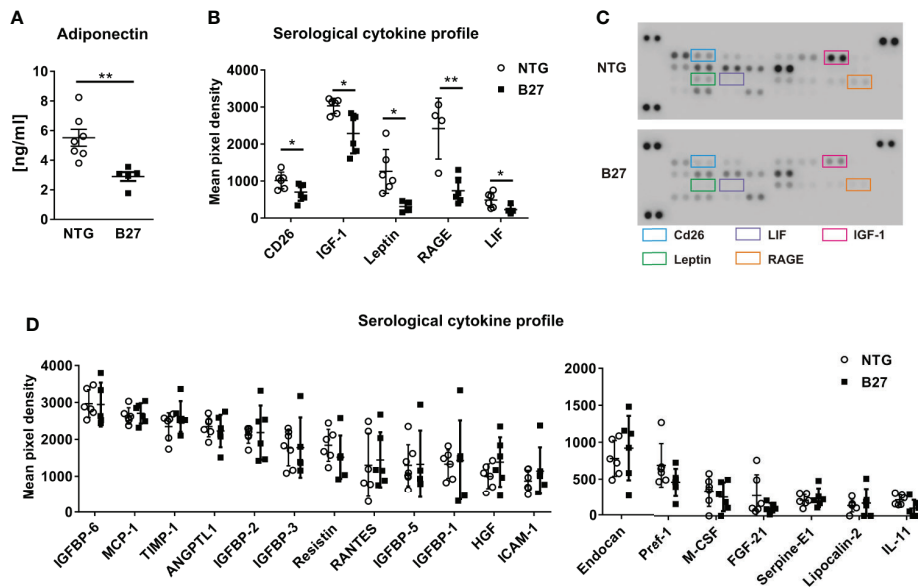 A
Adiponectin
**
10
8
6
4
2
0
[ng/ml]
NTG
B27
B
Serological cytokine profile
4000
3000
2000
1000
0
Mean pixel density
NTG
B27
*
*
*
**
*
CD26
IGF-1
Leptin
RAGE
LIF
C
NTG
B27
Cd26
LIF
IGF-1
Leptin
RAGE
D
Serological cytokine profile
4000
3000
2000
1000
0
Mean pixel density
IGFBP-6
MCP-1
TIMP-1
ANGPTL1
IGFBP-2
IGFBP-3
Resistin
RANTES
IGFBP-5
IGFBP-1
HGF
ICAM-1
2000
1500
1000
500
0
NTG
B27
Endocan
Pref-1
M-CSF
FGF-21
Serpine-E1
Lipocalin-2
IL-11